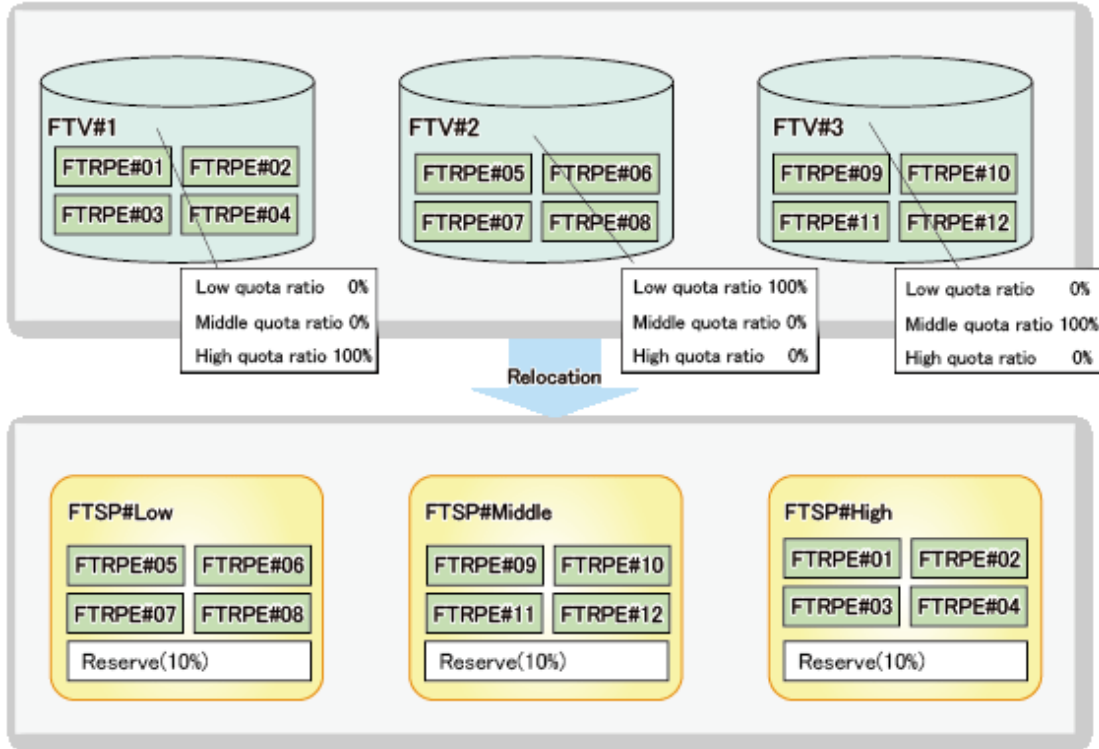 FTV#1
FTRPE#01 FTRPE#02
FTRPE#03 FTRPE#04
Low quota ratio 0%
Middle quota ratio 0%
High quota ratio 100%
FTV#2
FTRPE#05 FTRPE#06
FTRPE#07 FTRPE#08
Low quota ratio 100%
Middle quota ratio 0%
High quota ratio 0%
FTV#3
FTRPE#09 FTRPE#10
FTRPE#11 FTRPE#12
Low quota ratio 0%
Middle quota ratio 100%
High quota ratio 0%
Relocation
FTSP#Low
FTRPE#05 FTRPE#06
FTRPE#07 FTRPE#08
Reserve(10%)
FTSP#Middle
FTRPE#09 FTRPE#10
FTRPE#11 FTRPE#12
Reserve(10%)
FTSP#High
FTRPE#01 FTRPE#02
FTRPE#03 FTRPE#04
Reserve(10%)